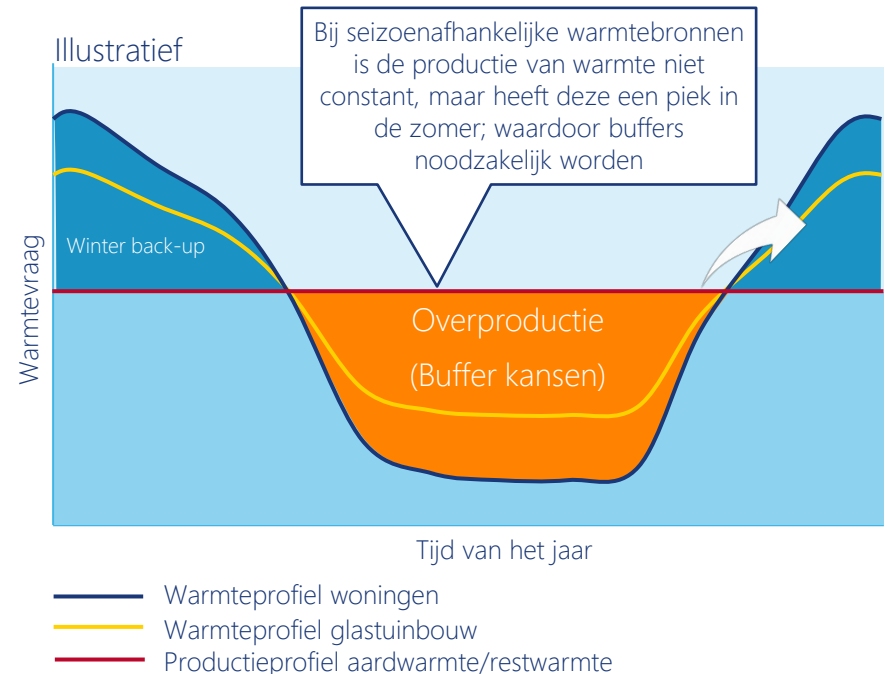 Illustratief
Bij seizoenafhankelijke warmtebronnen
is de productie van warmte niet
constant, maar heeft deze een piek in
de zomer; waardoor buffers
noodzakelijk worden
Warmtevraag
Winter back-up
Overproductie
(Buffer kansen)
Tijd van het jaar
Warmteprofiel woningen
Warmteprofiel glastuinbouw
Productieprofiel aardwarmte/restwarmte